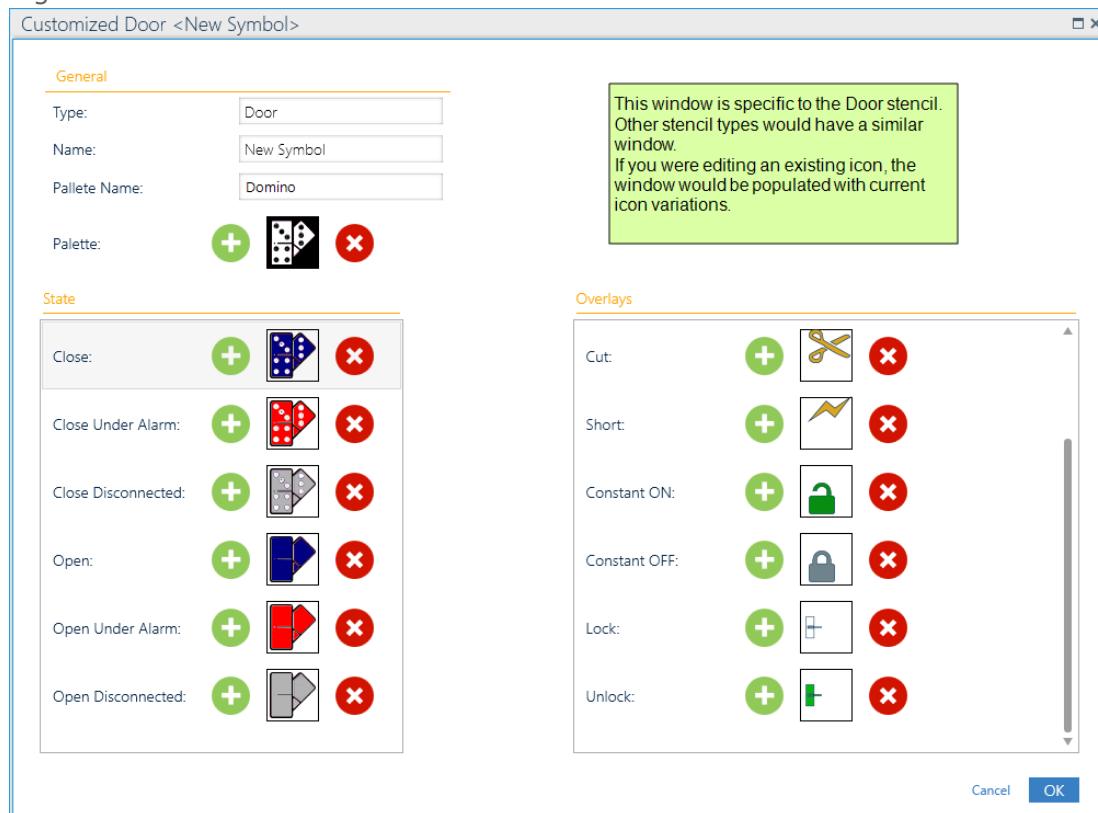 Customized Door <New Symbol>
General
Type:
Door
Name:
New Symbol
Pallete Name:
Domino
Palette:
This window is specific to the Door stencil.
Other stencil types would have a similar
window.
If you were editing an existing icon, the
window would be populated with current
icon variations.
State
Close:
Close Under Alarm:
Close Disconnected:
Open:
Open Under Alarm:
Open Disconnected:
Overlays
Cut:
Short:
Constant ON:
Constant OFF:
Lock:
Unlock:
Cancel
OK